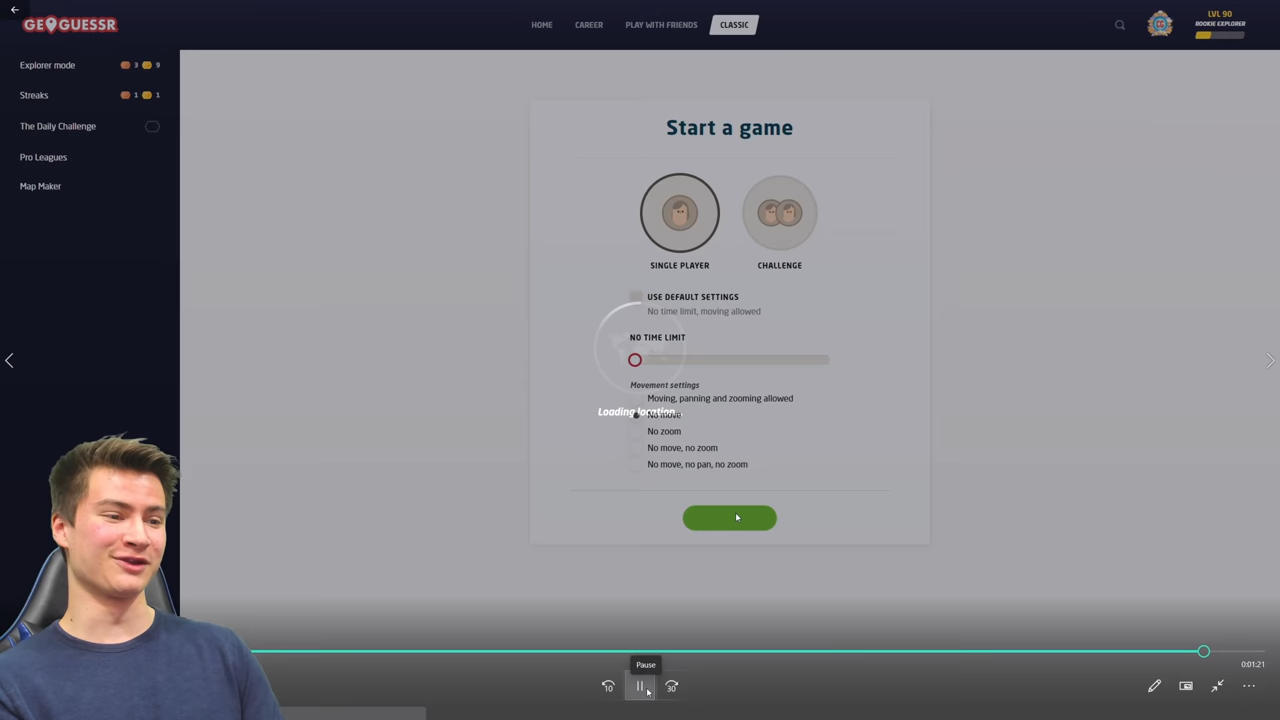 GEOGUESSR
HOME CAREER PLAY WITH FRIENDS CLASSIC
LVL 90
ROOKIE EXPLORER
Explorer mode 3 9
Streaks 1 1
The Daily Challenge
Pro Leagues
Map Maker
Start a game
SINGLE PLAYER CHALLENGE
USE DEFAULT SETTINGS
No time limit, moving allowed
NO TIME LIMIT
Movement settings
Moving, panning and zooming allowed
Loading location...
No move
No zoom
No move, no zoom
No move, no pan, no zoom
Pause
0:01:21
10 30